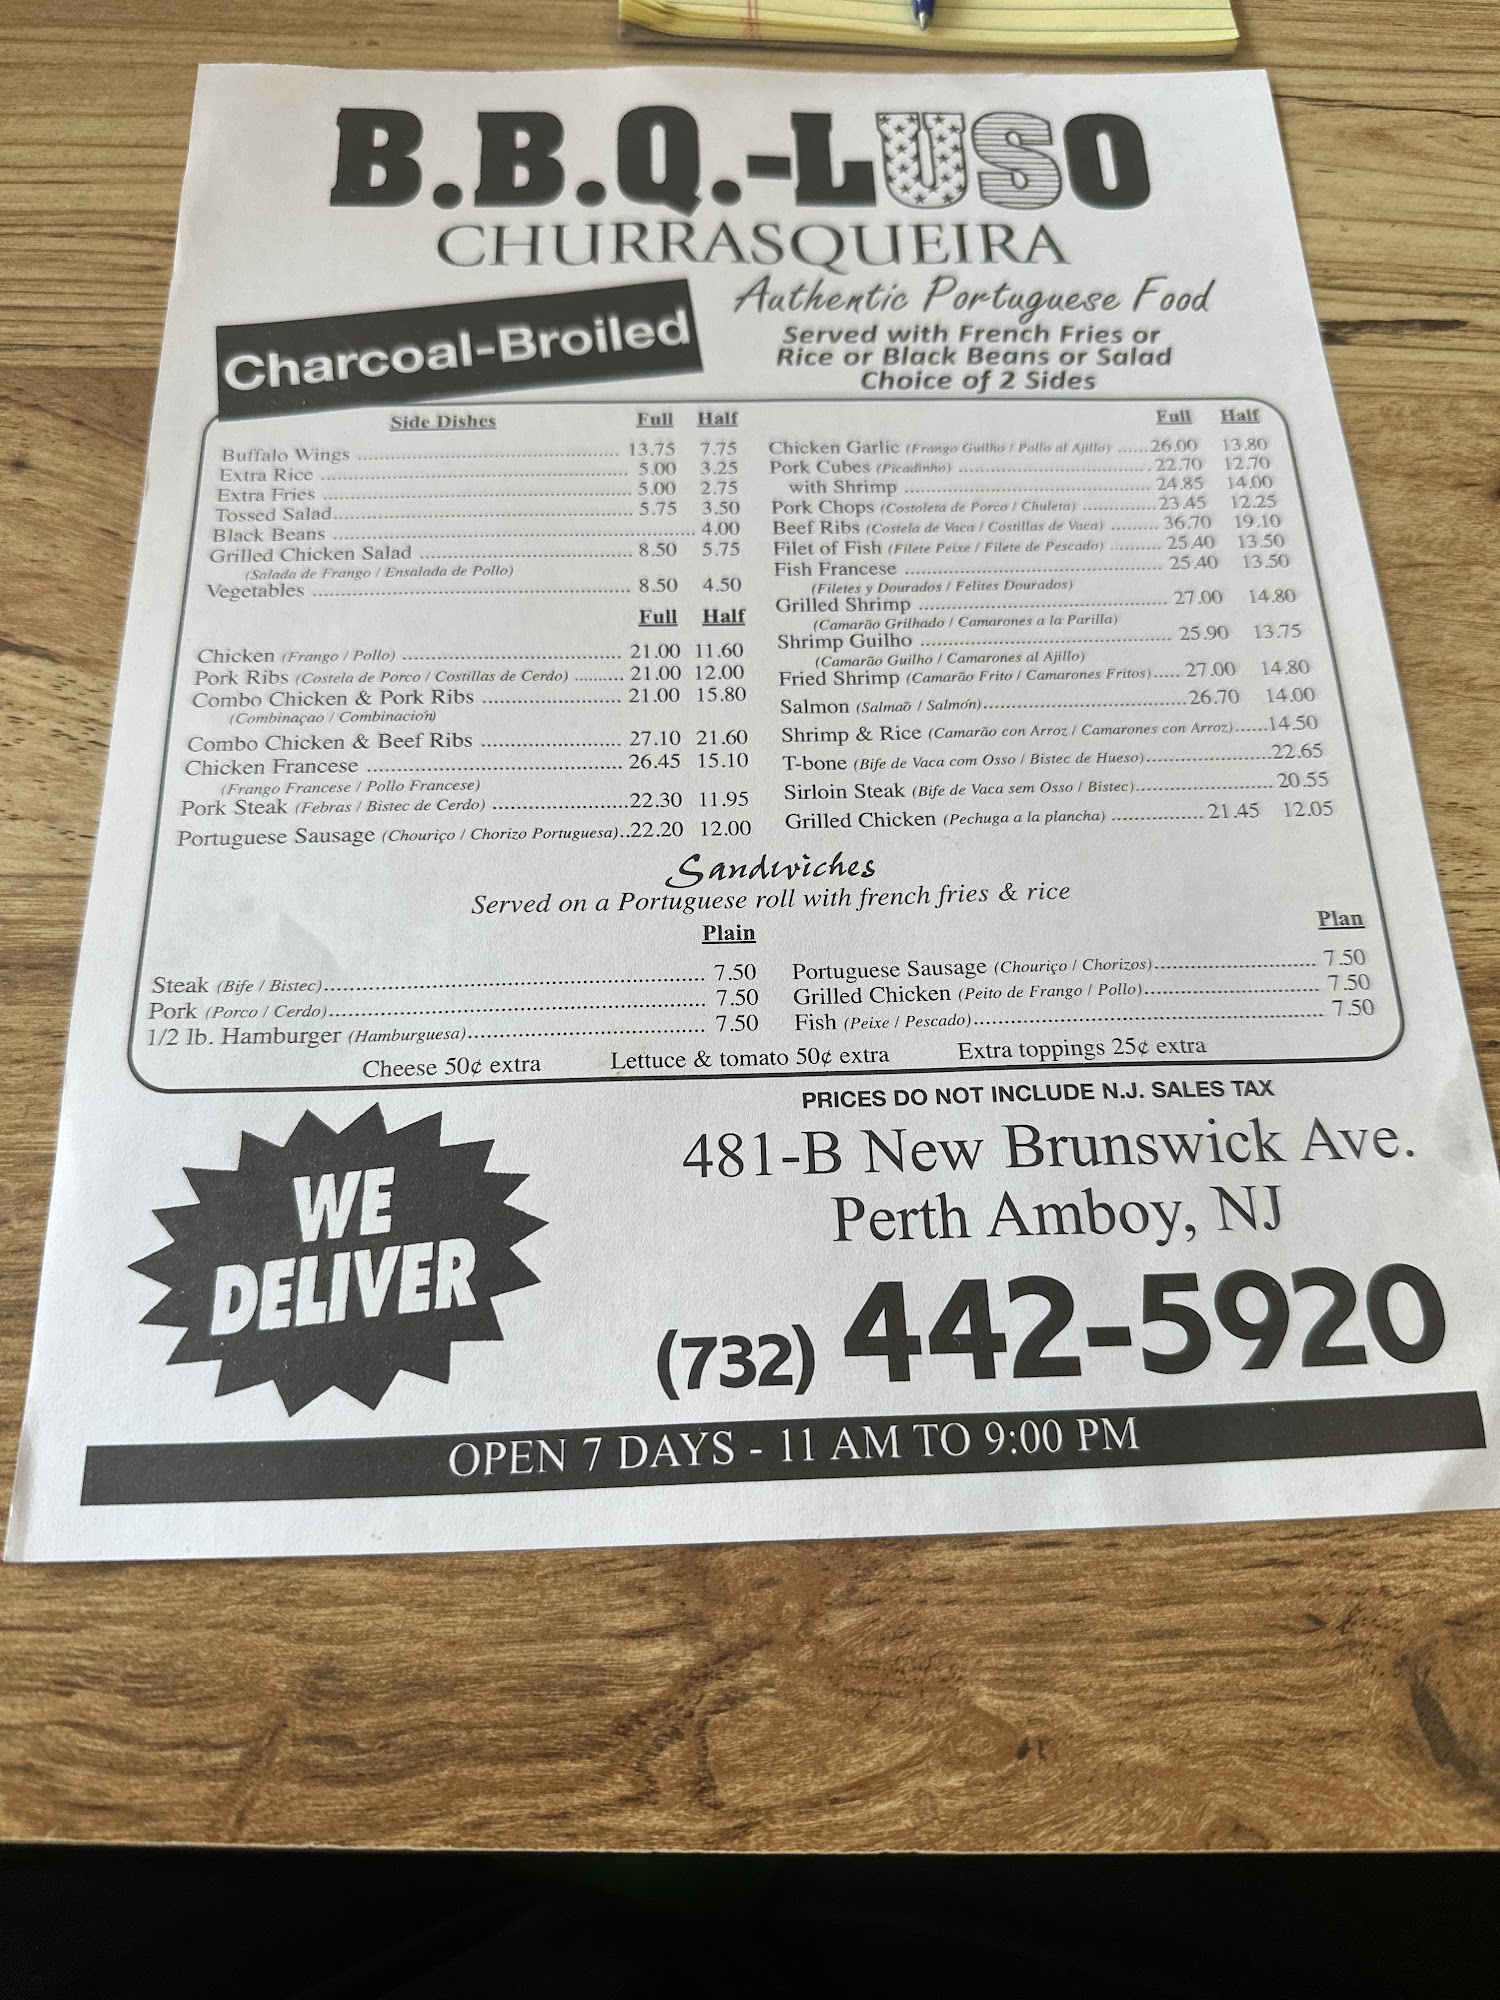 B.B.Q.-LUSO
CHURRASQUEIRA
Charcoal-Broiled
Authentic Portuguese Food
Served with French Fries or
Rice or Black Beans or Salad
Choice of 2 Sides
Side Dishes Full Half
Buffalo Wings 13.75 7.75
Extra Rice 5.00 3.25
Extra Fries 5.00 2.75
Tossed Salad 5.75 3.50
Black Beans 4.00
Grilled Chicken Salad 8.50 5.75
(Salada de Frango / Ensalada de Pollo)
Vegetables 8.50 4.50
Full Half
Chicken (Frango / Pollo) 21.00 11.60
Pork Ribs (Costela de Porco / Costillas de Cerdo) 21.00 12.00
Combo Chicken & Pork Ribs 21.00 15.80
(Combinaçao / Combinación)
Combo Chicken & Beef Ribs 27.10 21.60
Chicken Francese 26.45 15.10
(Frango Francese / Pollo Francese)
Pork Steak (Febras / Bistec de Cerdo) 22.30 11.95
Portuguese Sausage (Chouriço / Chorizo Portuguesa) 22.20 12.00
Full Half
Chicken Garlic (Frango Guilho / Pollo al Ajillo) 26.00 13.80
Pork Cubes (Picadinho) 22.70 12.70
with Shrimp 24.85 14.00
Pork Chops (Costoleta de Porco / Chuleta) 23.45 12.25
Beef Ribs (Costela de Vaca / Costillas de Vaca) 36.70 19.10
Filet of Fish (Filete Peixe / Filete de Pescado) 25.40 13.50
Fish Francese 25.40 13.50
(Filetes y Dourados / Felites Dourados)
Grilled Shrimp 27.00 14.80
(Camarão Grilhado / Camarones a la Parilla)
Shrimp Guilho 25.90 13.75
(Camarão Guilho / Camarones al Ajillo)
Fried Shrimp (Camarão Frito / Camarones Fritos) 27.00 14.80
Salmon (Salmaõ / Salmón) 26.70 14.00
Shrimp & Rice (Camarão con Arroz / Camarones con Arroz) 14.50
T-bone (Bife de Vaca com Osso / Bistec de Hueso) 22.65
Sirloin Steak (Bife de Vaca sem Osso / Bistec) 20.55
Grilled Chicken (Pechuga a la plancha) 21.45 12.05
Sandwiches
Served on a Portuguese roll with french fries & rice
Plain
Steak (Bife / Bistec) 7.50
Pork (Porco / Cerdo) 7.50
1/2 lb. Hamburger (Hamburguesa) 7.50
Plan
Portuguese Sausage (Chouriço / Chorizos) 7.50
Grilled Chicken (Peito de Frango / Pollo) 7.50
Fish (Peixe / Pescado) 7.50
Cheese 50¢ extra Lettuce & tomato 50¢ extra Extra toppings 25¢ extra
PRICES DO NOT INCLUDE N.J. SALES TAX
WE
DELIVER
481-B New Brunswick Ave.
Perth Amboy, NJ
(732) 442-5920
OPEN 7 DAYS - 11 AM TO 9:00 PM